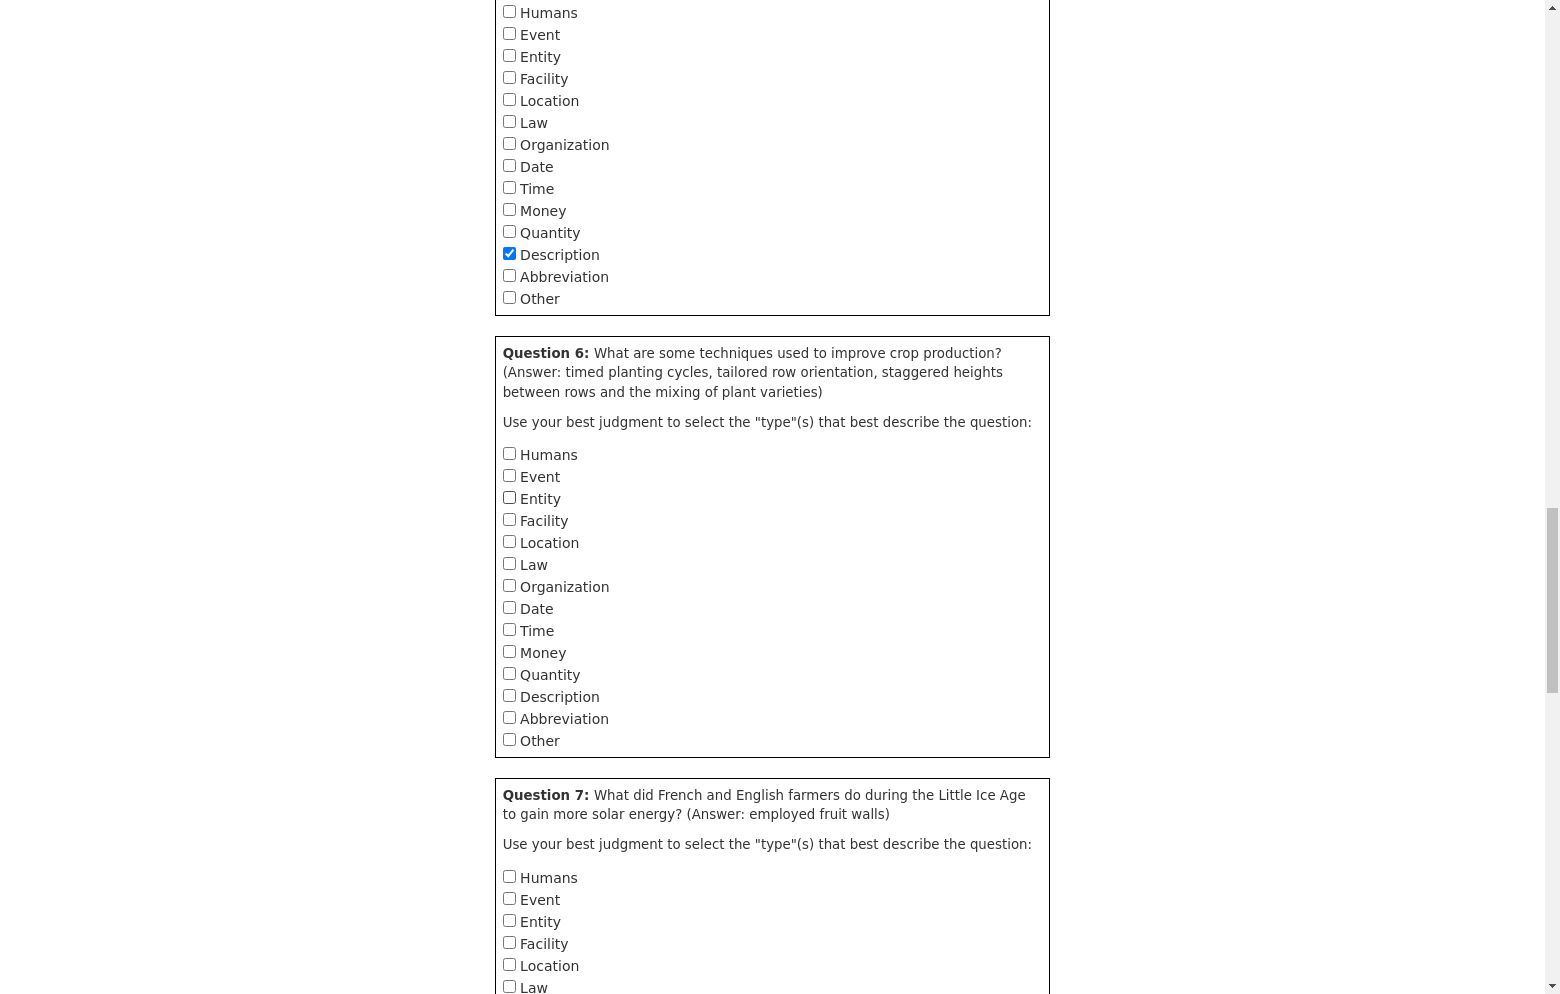 Humans
Event
Entity
Facility
Location
Law
Organization
Date
Time
Money
Quantity
Description
Abbreviation
Other
Question 6: What are some techniques used to improve crop production?
(Answer: timed planting cycles, tailored row orientation, staggered heights
between rows and the mixing of plant varieties)
Use your best judgment to select the "type"(s) that best describe the question:
Humans
Event
Entity
Facility
Location
Law
Organization
Date
Time
Money
Quantity
Description
Abbreviation
Other
Question 7: What did French and English farmers do during the Little Ice Age
to gain more solar energy? (Answer: employed fruit walls)
Use your best judgment to select the "type"(s) that best describe the question:
Humans
Event
Entity
Facility
Location
Law